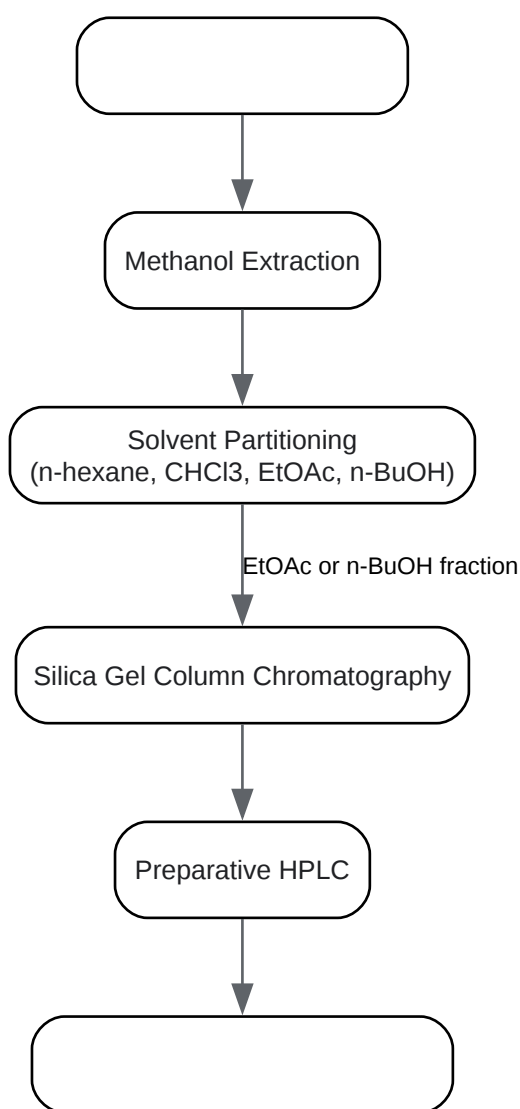 Methanol Extraction
Solvent Partitioning
(n-hexane, CHCl3, EtOAc, n-BuOH)
EtOAc or n-BuOH fraction
Silica Gel Column Chromatography
Preparative HPLC